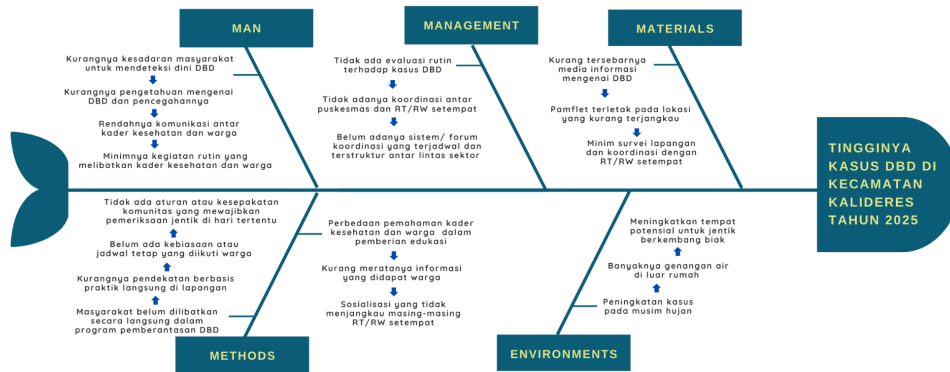 MAN
MANAGEMENT
MATERIALS
Kurangnya kesadaran masyarakat
untuk mendeteksi dini DBD
Kurangnya pengetahuan mengenai
DBD dan pencegahannya
Rendahnya komunikasi antar
kader kesehatan dan warga
Minimnya kegiatan rutin yang
melibatkan kader kesehatan dan warga
Tidak ada evaluasi rutin
terhadap kasus DBD
Tidak adanya koordinasi antar
puskesmas dan RT/RW setempat
Belum adanya sistem/ forum
koordinasi yang terjadwal dan
terstruktur antar lintas sektor
Kurang tersebarnya
media informasi
mengenai DBD
Pamflet terletak pada lokasi
yang kurang terjangkau
Minim survei lapangan
dan koordinasi dengan
RT/RW setempat
TINGGINYA
KASUS DBD DI
KECAMATAN
KALIDERES
TAHUN 2025
Tidak ada aturan atau kesepakatan
komunitas yang mewajibkan
pemeriksaan jentik di hari tertentu
Belum ada kebiasaan atau
jadwal tetap yang diikuti warga
Kurangnya pendekatan berbasis
praktik langsung di lapangan
Masyarakat belum dilibatkan
secara langsung dalam
program pemberantasan DBD
Perbedaan pemahaman kader
kesehatan dan warga dalam
pemberian edukasi
Kurang meratanya informasi
yang didapat warga
Sosialisasi yang tidak
menjangkau masing-masing
RT/RW setempat
Meningkatkan tempat
potensial untuk jentik
berkembang biak
Banyaknya genangan air
di luar rumah
Peningkatan kasus
pada musim hujan
METHODS
ENVIRONMENTS